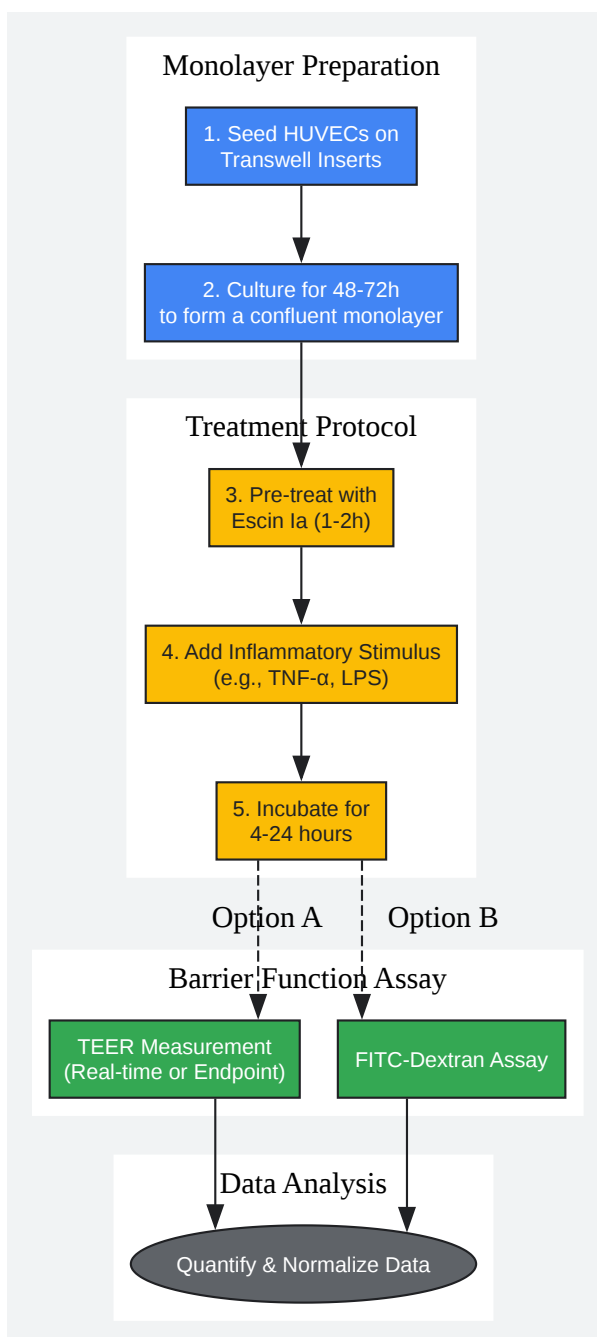 Monolayer Preparation
1. Seed HUVECs on
Transwell Inserts
2. Culture for 48-72h
to form a confluent monolayer
Treatment Protocol
3. Pre-treat with
Escin Ia (1-2h)
4. Add Inflammatory Stimulus
(e.g., TNF-α, LPS)
5. Incubate for
4-24 hours
Option A
Option B
Barrier Function Assay
TEER Measurement
(Real-time or Endpoint)
FITC-Dextran Assay
Data Analysis
Quantify & Normalize Data